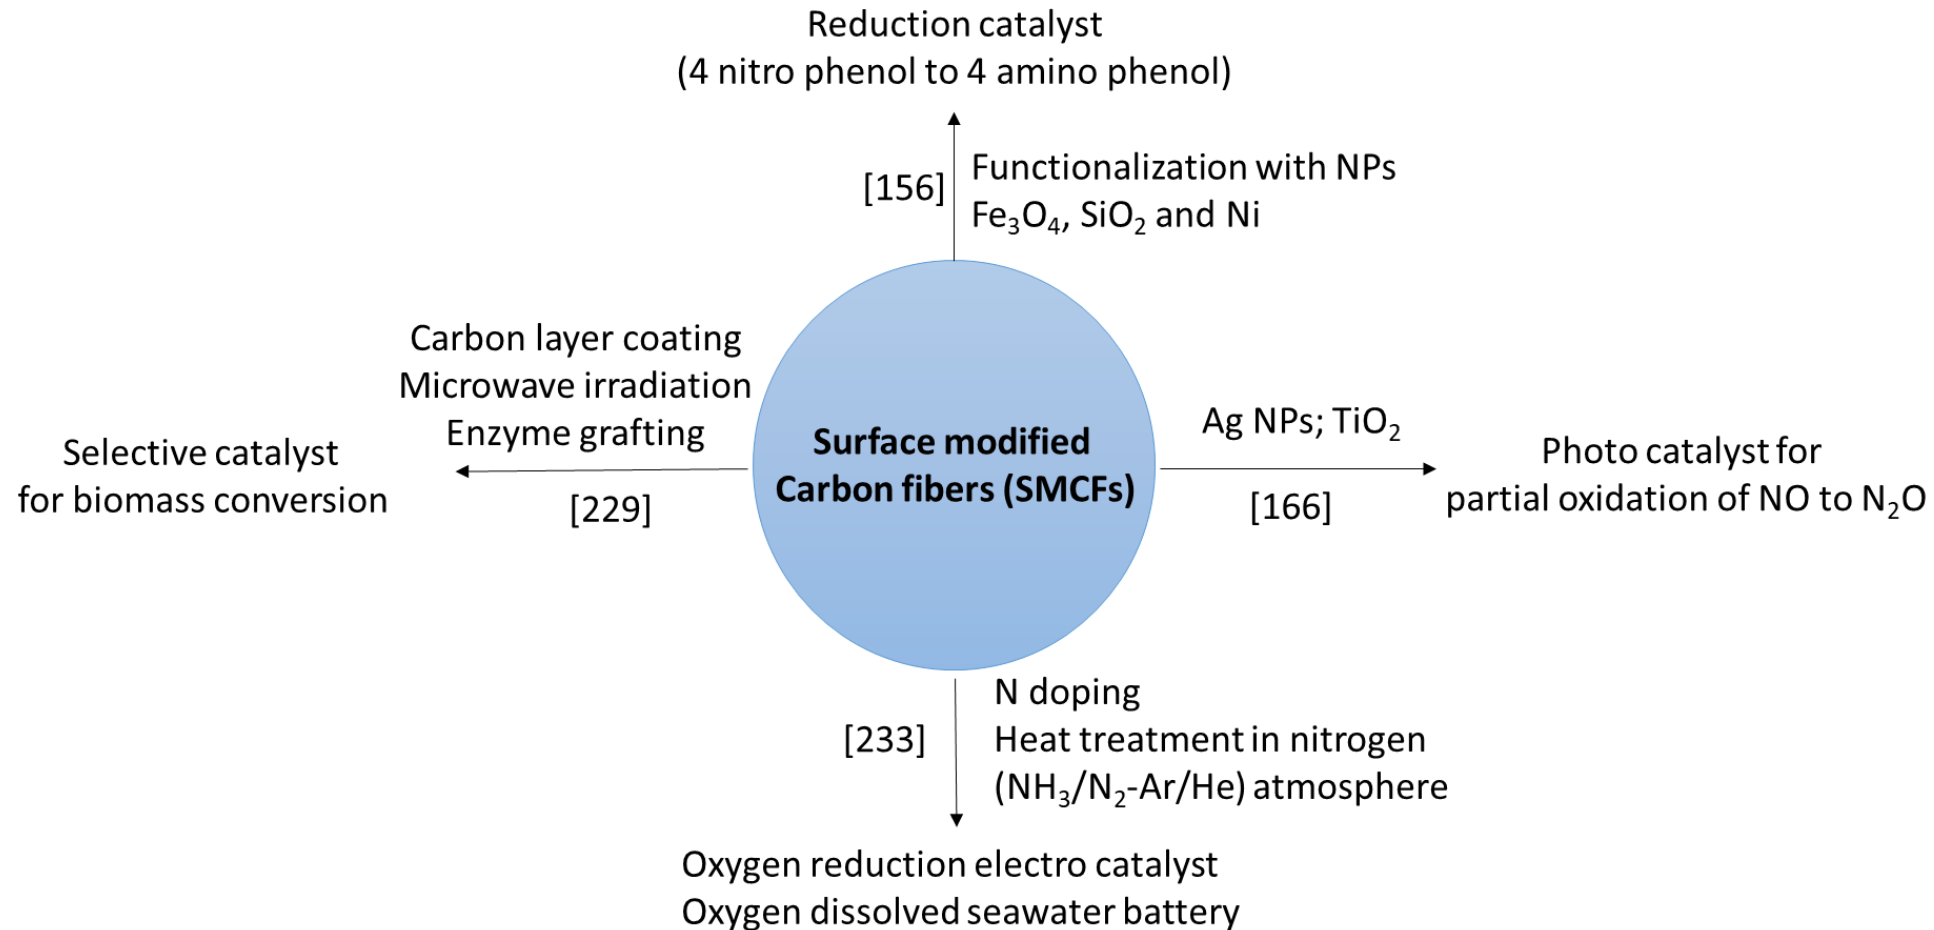 Reduction catalyst
(4 nitro phenol to 4 amino phenol)
[156]
Functionalization with NPs
Fe₃O₄, SiO₂ and Ni
Carbon layer coating
Microwave irradiation
Enzyme grafting
[229]
Selective catalyst
for biomass conversion
Surface modified
Carbon fibers (SMCFs)
Ag NPs; TiO₂
[166]
Photo catalyst for
partial oxidation of NO to N₂O
[233]
N doping
Heat treatment in nitrogen
(NH₃/N₂-Ar/He) atmosphere
Oxygen reduction electro catalyst
Oxygen dissolved seawater battery